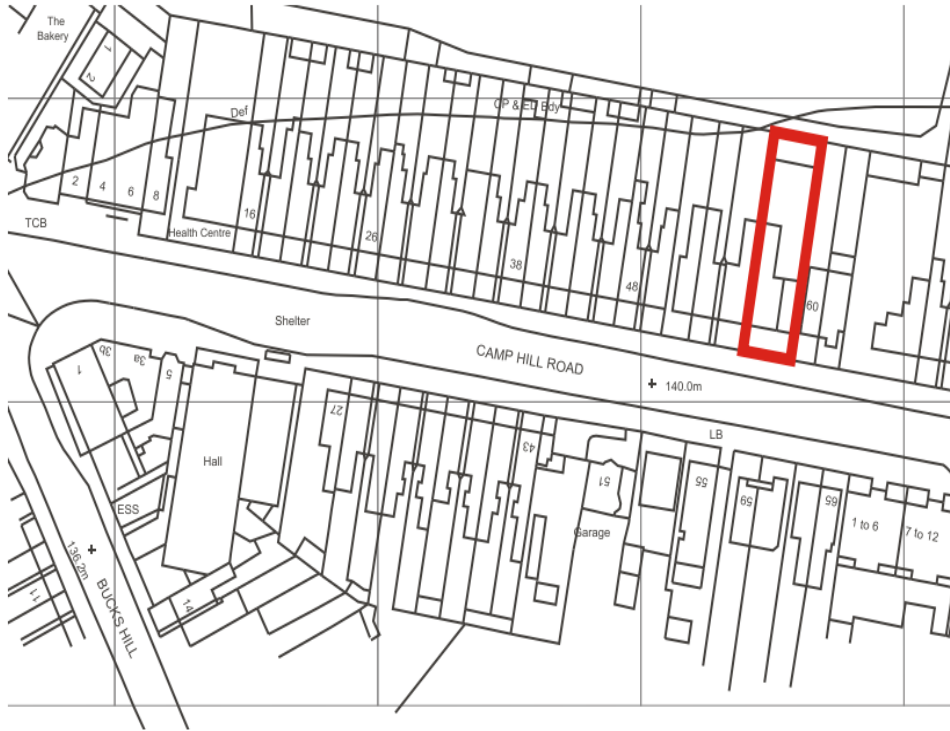 The
Bakery
1
2
Def
CP & ED Bdy
2
4
6
8
16
Health Centre
26
38
48
60
TCB
Shelter
CAMP HILL ROAD
140.0m
LB
1
3b
3a
5
Hall
27
43
51
Garage
55
59
65
1 to 6
7 to 12
ESS
136.2m
BUCKS HILL
11
14